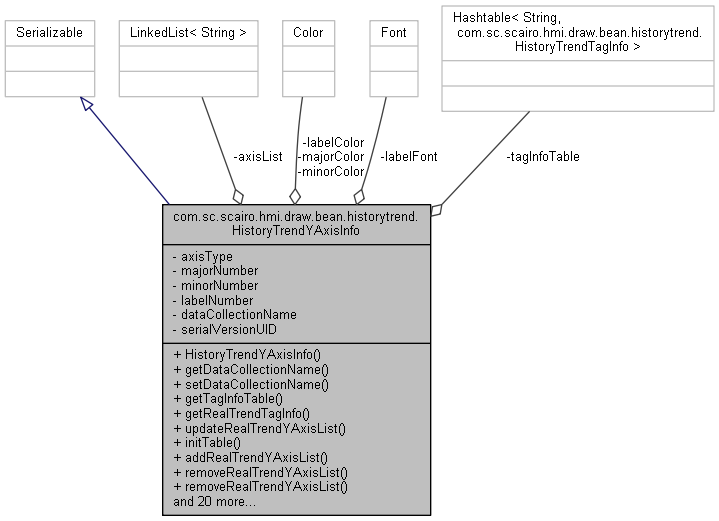 Serializable
LinkedList< String >
Color
Font
Hashtable< String,
com.sc.scairo.hmi.draw.bean.historytrend.
HistoryTrendTagInfo >
-axisList
-labelColor
-majorColor
-minorColor
-labelFont
-tagInfoTable
com.sc.scairo.hmi.draw.bean.historytrend.
HistoryTrendYAxisInfo
- axisType
- majorNumber
- minorNumber
- labelNumber
- dataCollectionName
- serialVersionUID
+ HistoryTrendYAxisInfo()
+ getDataCollectionName()
+ setDataCollectionName()
+ getTagInfoTable()
+ getRealTrendTagInfo()
+ updateRealTrendYAxisList()
+ initTable()
+ addRealTrendYAxisList()
+ removeRealTrendYAxisList()
+ removeRealTrendYAxisList()
and 20 more...